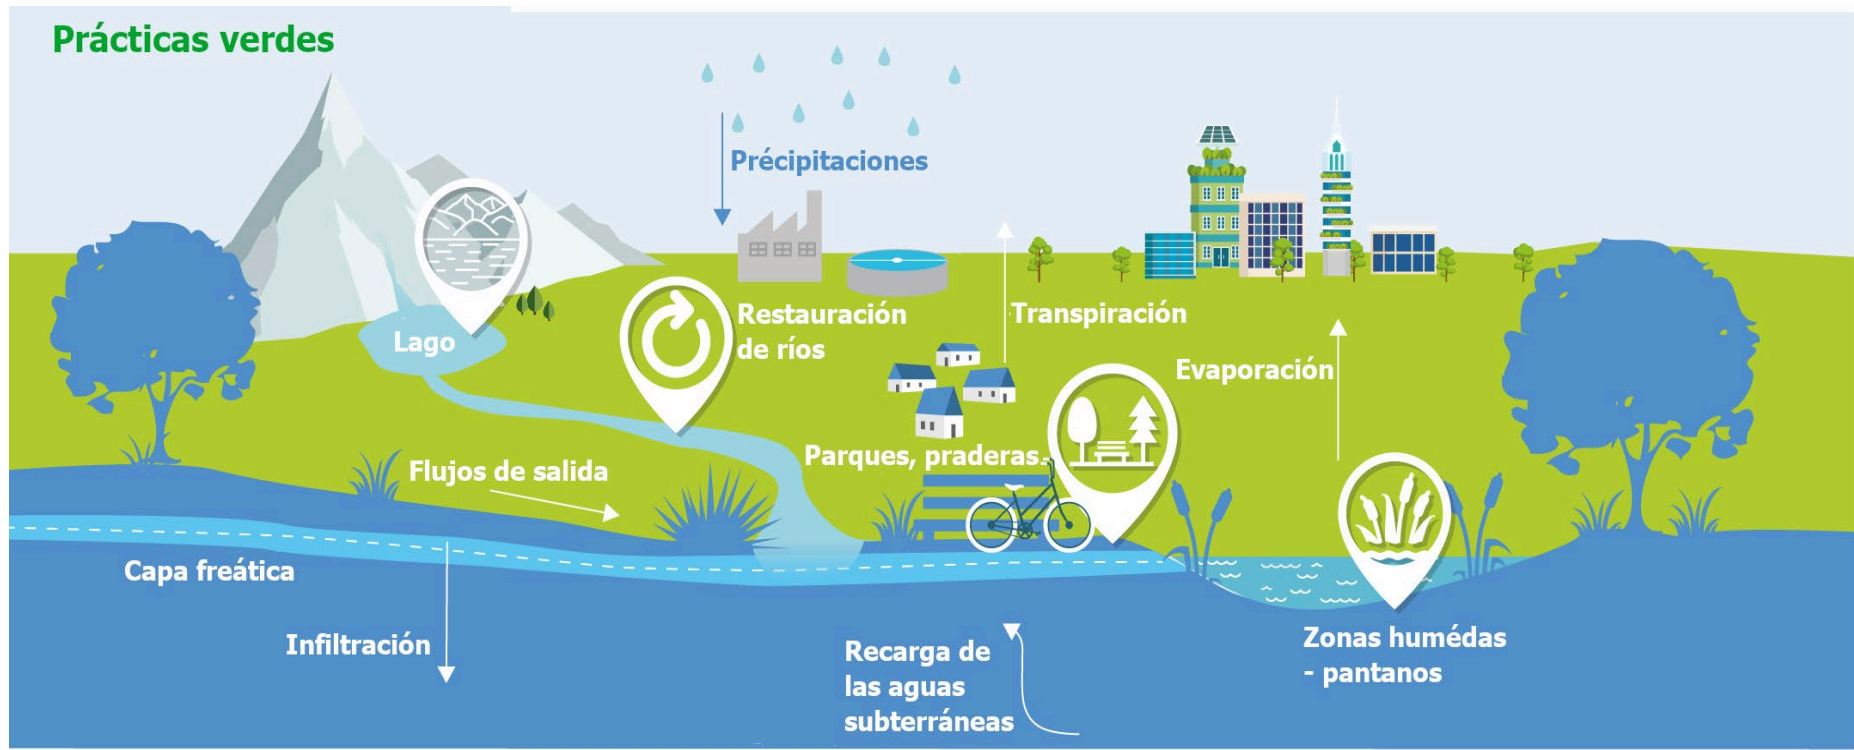 Prácticas verdes
Précipitaciones
Lago
Restauración
de ríos
Transpiración
Evaporación
Parques, praderas...
Flujos de salida
Capa freática
Infiltración
Recarga de
las aguas
subterráneas
Zonas humédas
- pantanos